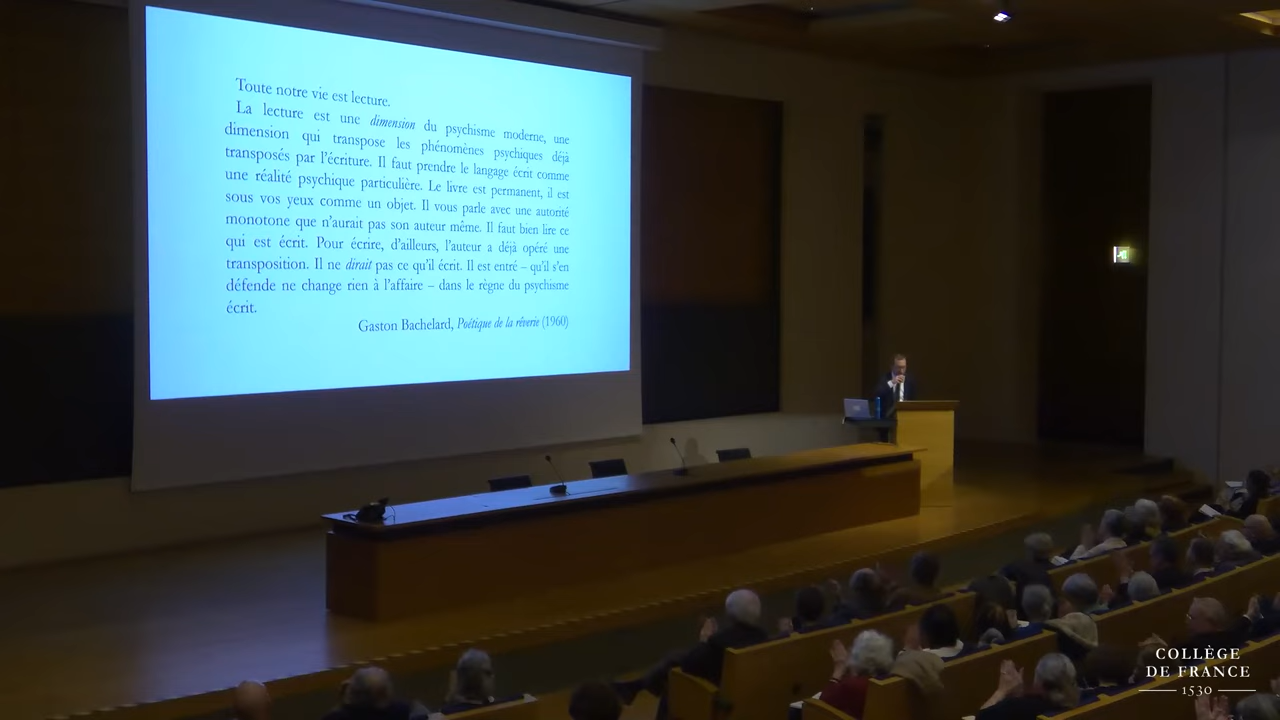 Toute notre vie est lecture.
La lecture est une dimension du psychisme moderne, une
dimension qui transpose les phénomènes psychiques déjà
transposés par l'écriture. Il faut prendre le langage écrit comme
une réalité psychique particulière. Le livre est permanent, il est
sous vos yeux comme un objet. Il vous parle avec une autorité
monotone que n'aurait pas son auteur même. Il faut bien lire ce
qui est écrit. Pour écrire, d'ailleurs, l'auteur a déjà opéré une
transposition. Il ne dirait pas ce qu'il écrit. Il est entré – qu'il s'en
défende ne change rien à l'affaire – dans le règne du psychisme
écrit.
Gaston Bachelard, Poétique de la rêverie (1960)
COLLÈGE
DE FRANCE
1530